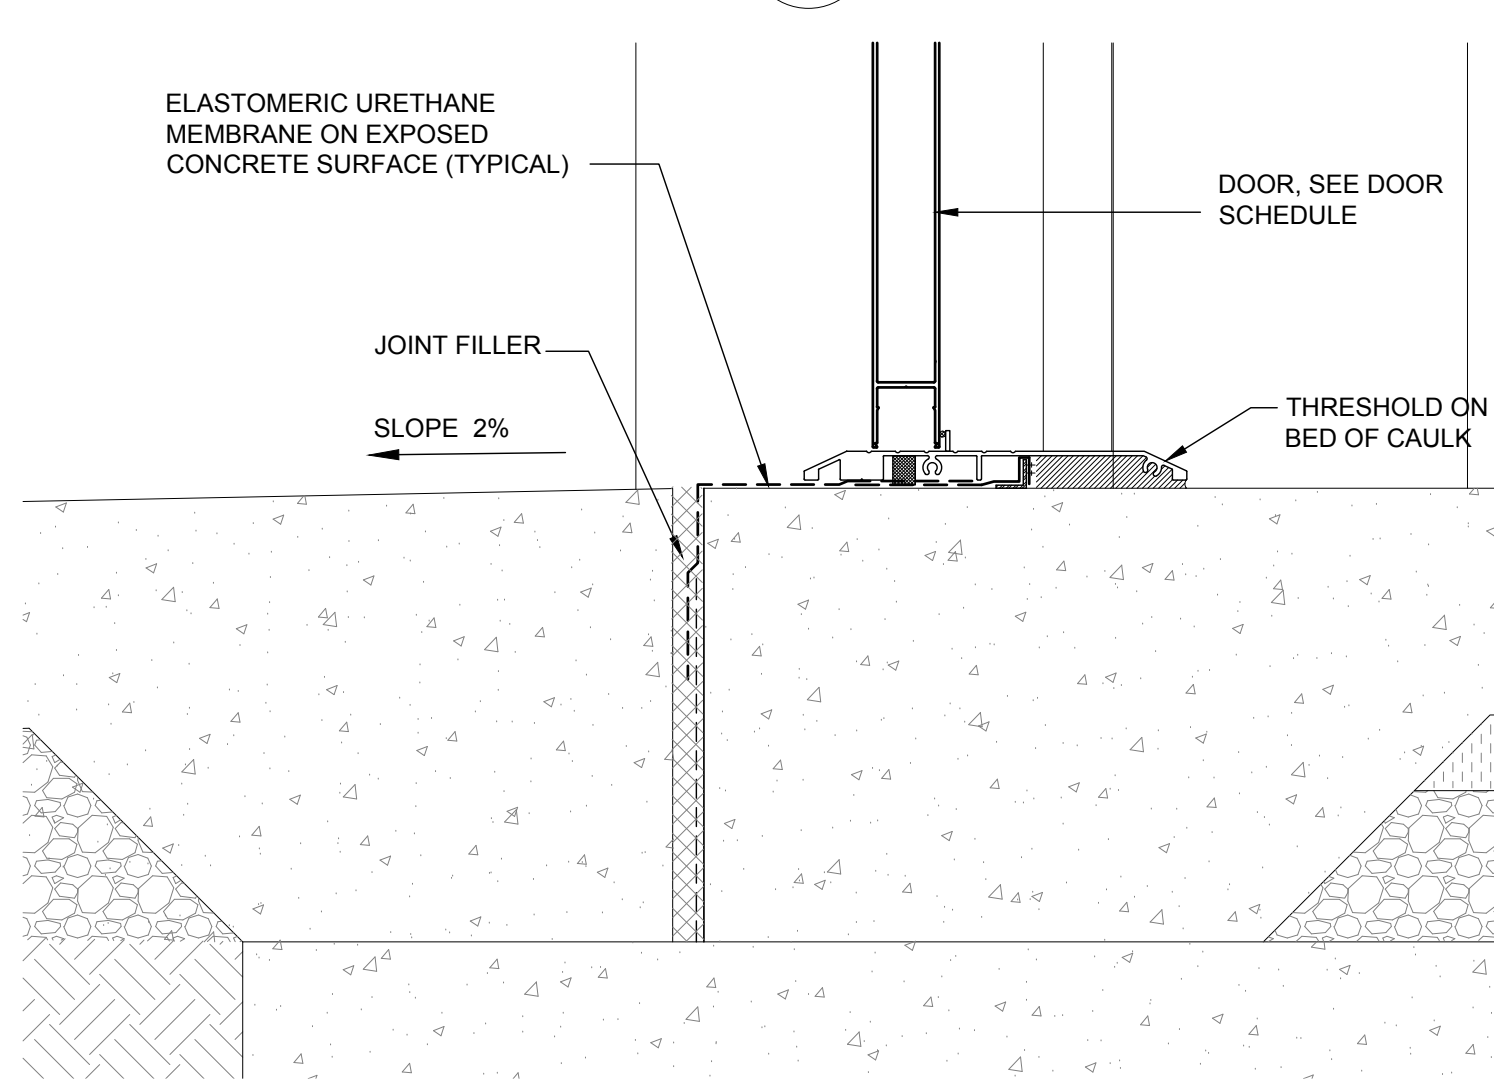 ELASTOMERIC URETHANE
MEMBRANE ON EXPOSED
CONCRETE SURFACE (TYPICAL)
DOOR, SEE DOOR
SCHEDULE
JOINT FILLER
SLOPE 2%
THRESHOLD ON
BED OF CAULK